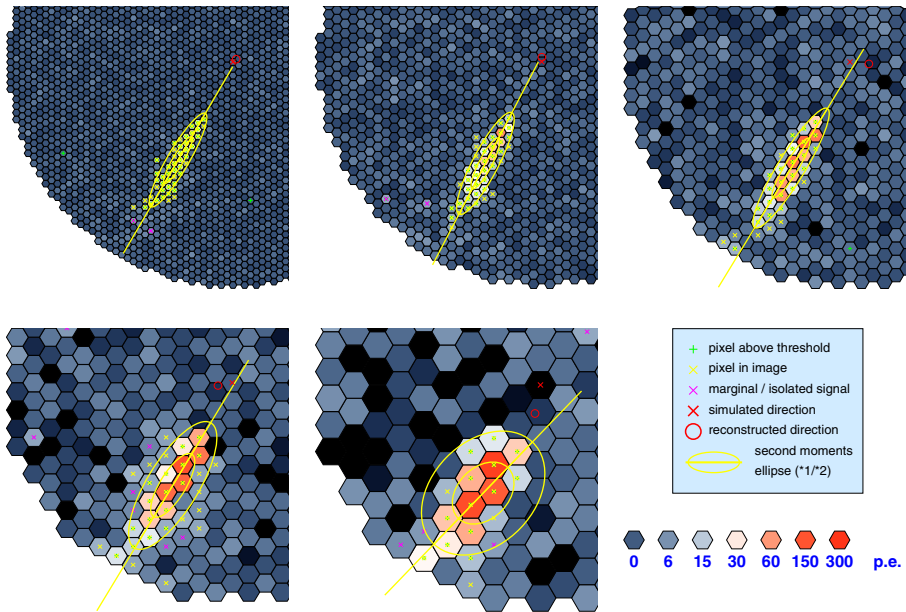 pixel above threshold
pixel in image
marginal / isolated signal
simulated direction
reconstructed direction
second moments
ellipse (*1/*2)
0 6 15 30 60 150 300 p.e.